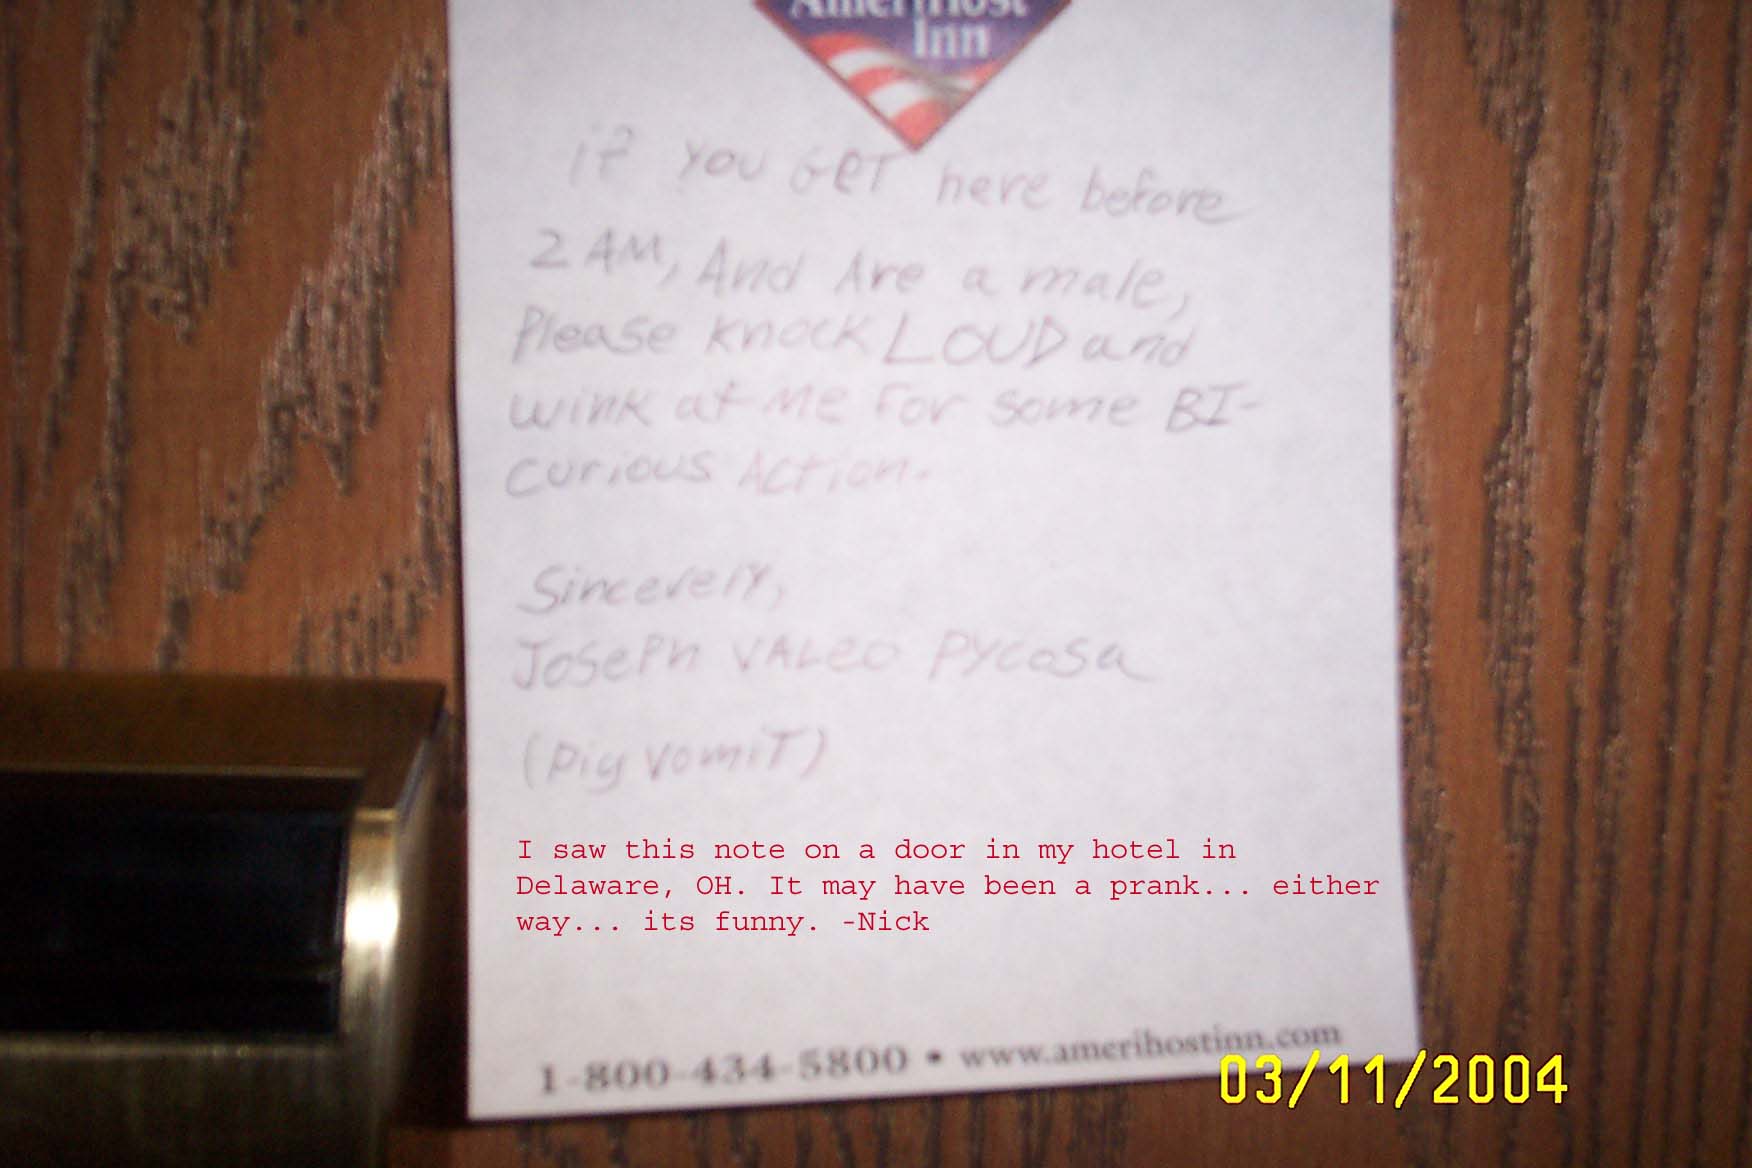 AmeriHost
Inn
if you GeT here before
2 AM, And Are a male,
Please knock LOUD and
wink at Me For some BI-
curious Action.
Sincerely,
JosePh VALeo Pycosa
(Pig VomiT)
I saw this note on a door in my hotel in
Delaware, OH. It may have been a prank... either
way... its funny. -Nick
1-800-434-5800 • www.amerihostinn.com
03/11/2004